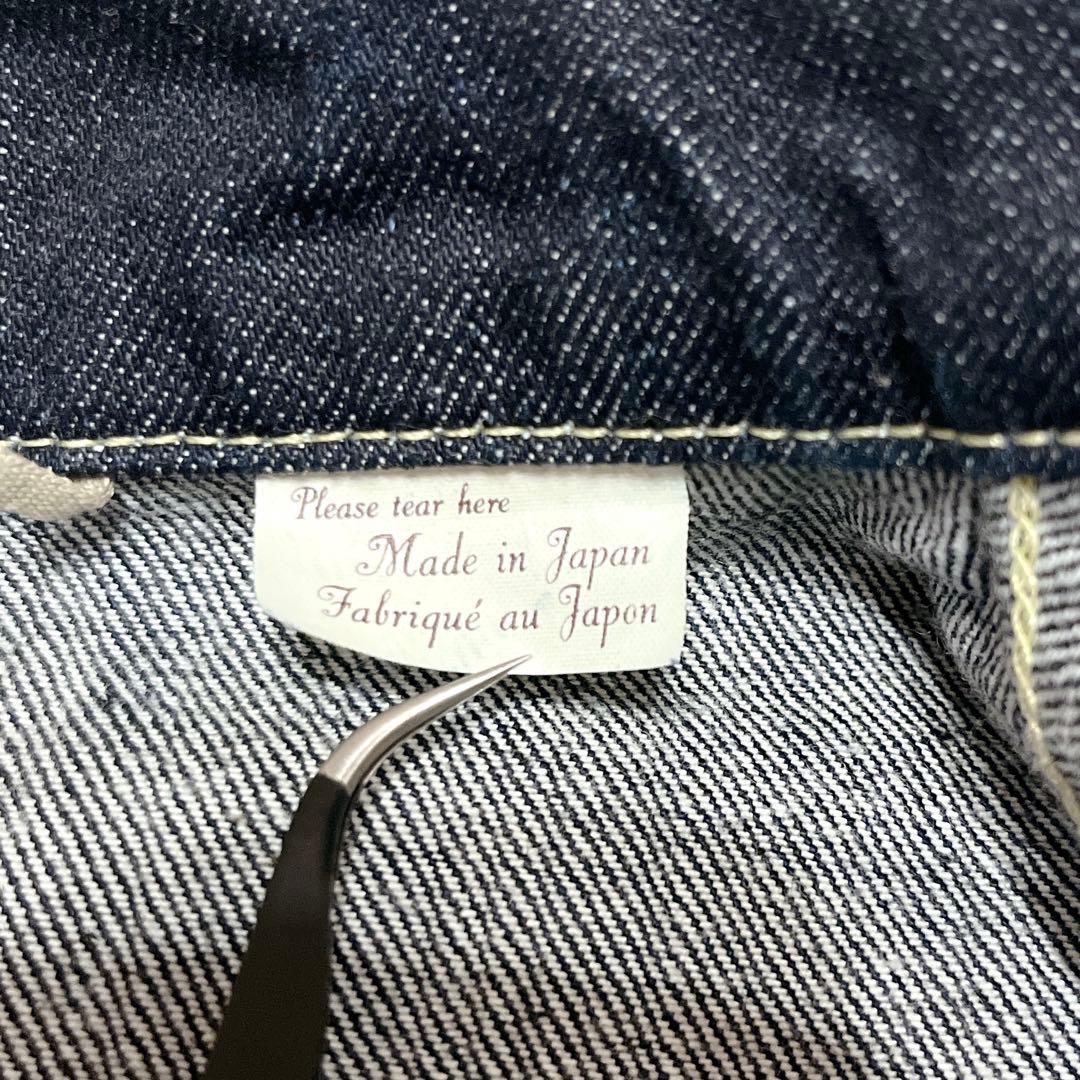 Please tear here
Made in Japan
Fabriqué au Japon